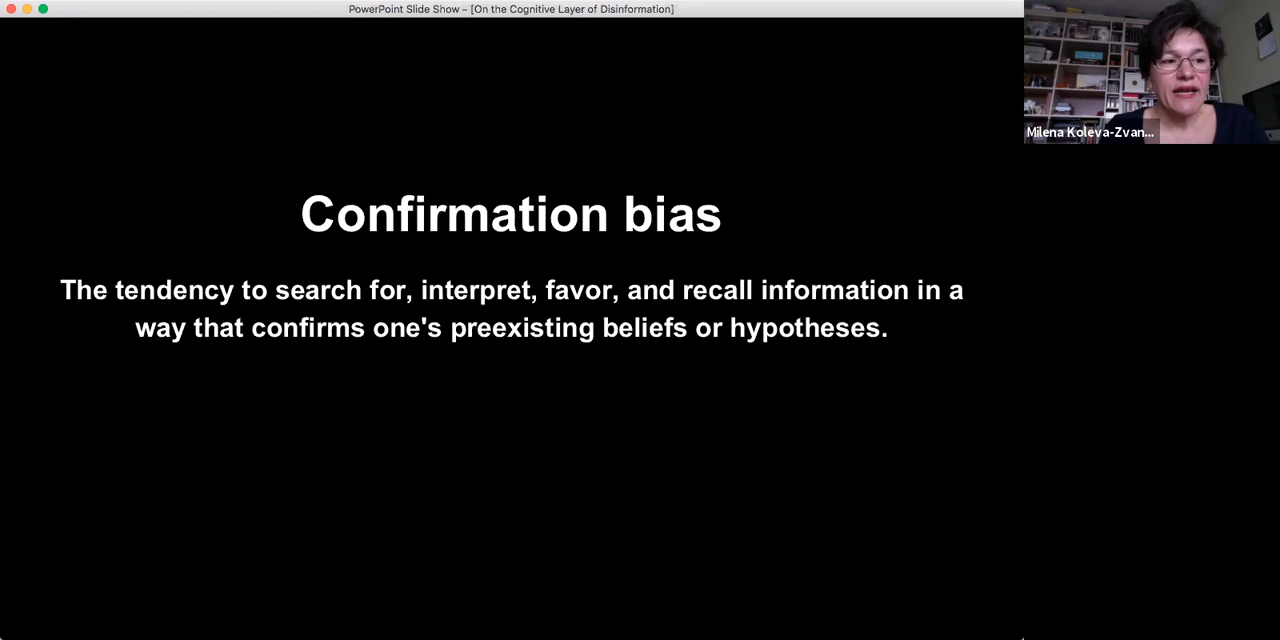 PowerPoint Slide Show – [On the Cognitive Layer of Disinformation]
Milena Koleva-Zvan...
Confirmation bias
The tendency to search for, interpret, favor, and recall information in a
way that confirms one's preexisting beliefs or hypotheses.